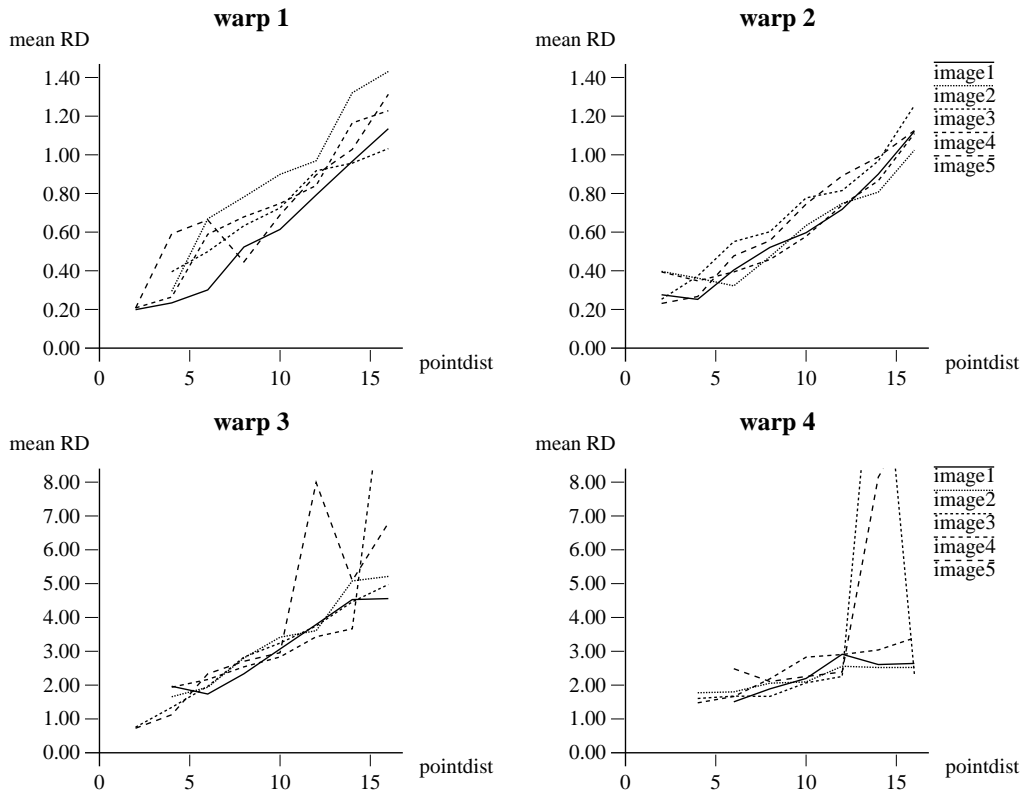 warp 1
mean RD
1.40
1.20
1.00
0.80
0.60
0.40
0.20
0.00
0 5 10 15
pointdist
warp 2
mean RD
1.40
1.20
1.00
0.80
0.60
0.40
0.20
0.00
0 5 10 15
pointdist
image1
image2
image3
image4
image5
warp 3
mean RD
8.00
7.00
6.00
5.00
4.00
3.00
2.00
1.00
0.00
0 5 10 15
pointdist
warp 4
mean RD
8.00
7.00
6.00
5.00
4.00
3.00
2.00
1.00
0.00
0 5 10 15
pointdist
image1
image2
image3
image4
image5